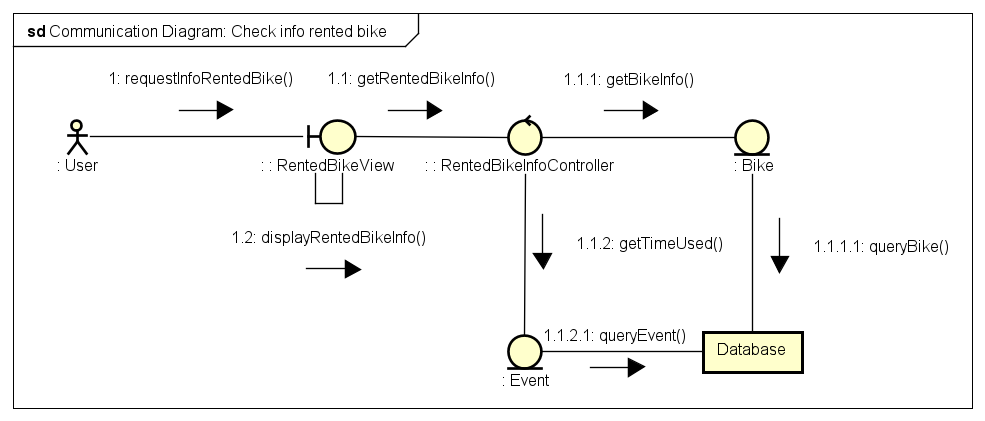 sd Communication Diagram: Check info rented bike
1: requestInfoRentedBike()
1.1: getRentedBikeInfo()
1.1.1: getBikeInfo()
: User
: : RentedBikeView
: : RentedBikeInfoController
: Bike
1.2: displayRentedBikeInfo()
1.1.2: getTimeUsed()
1.1.1.1: queryBike()
1.1.2.1: queryEvent()
Database
: Event